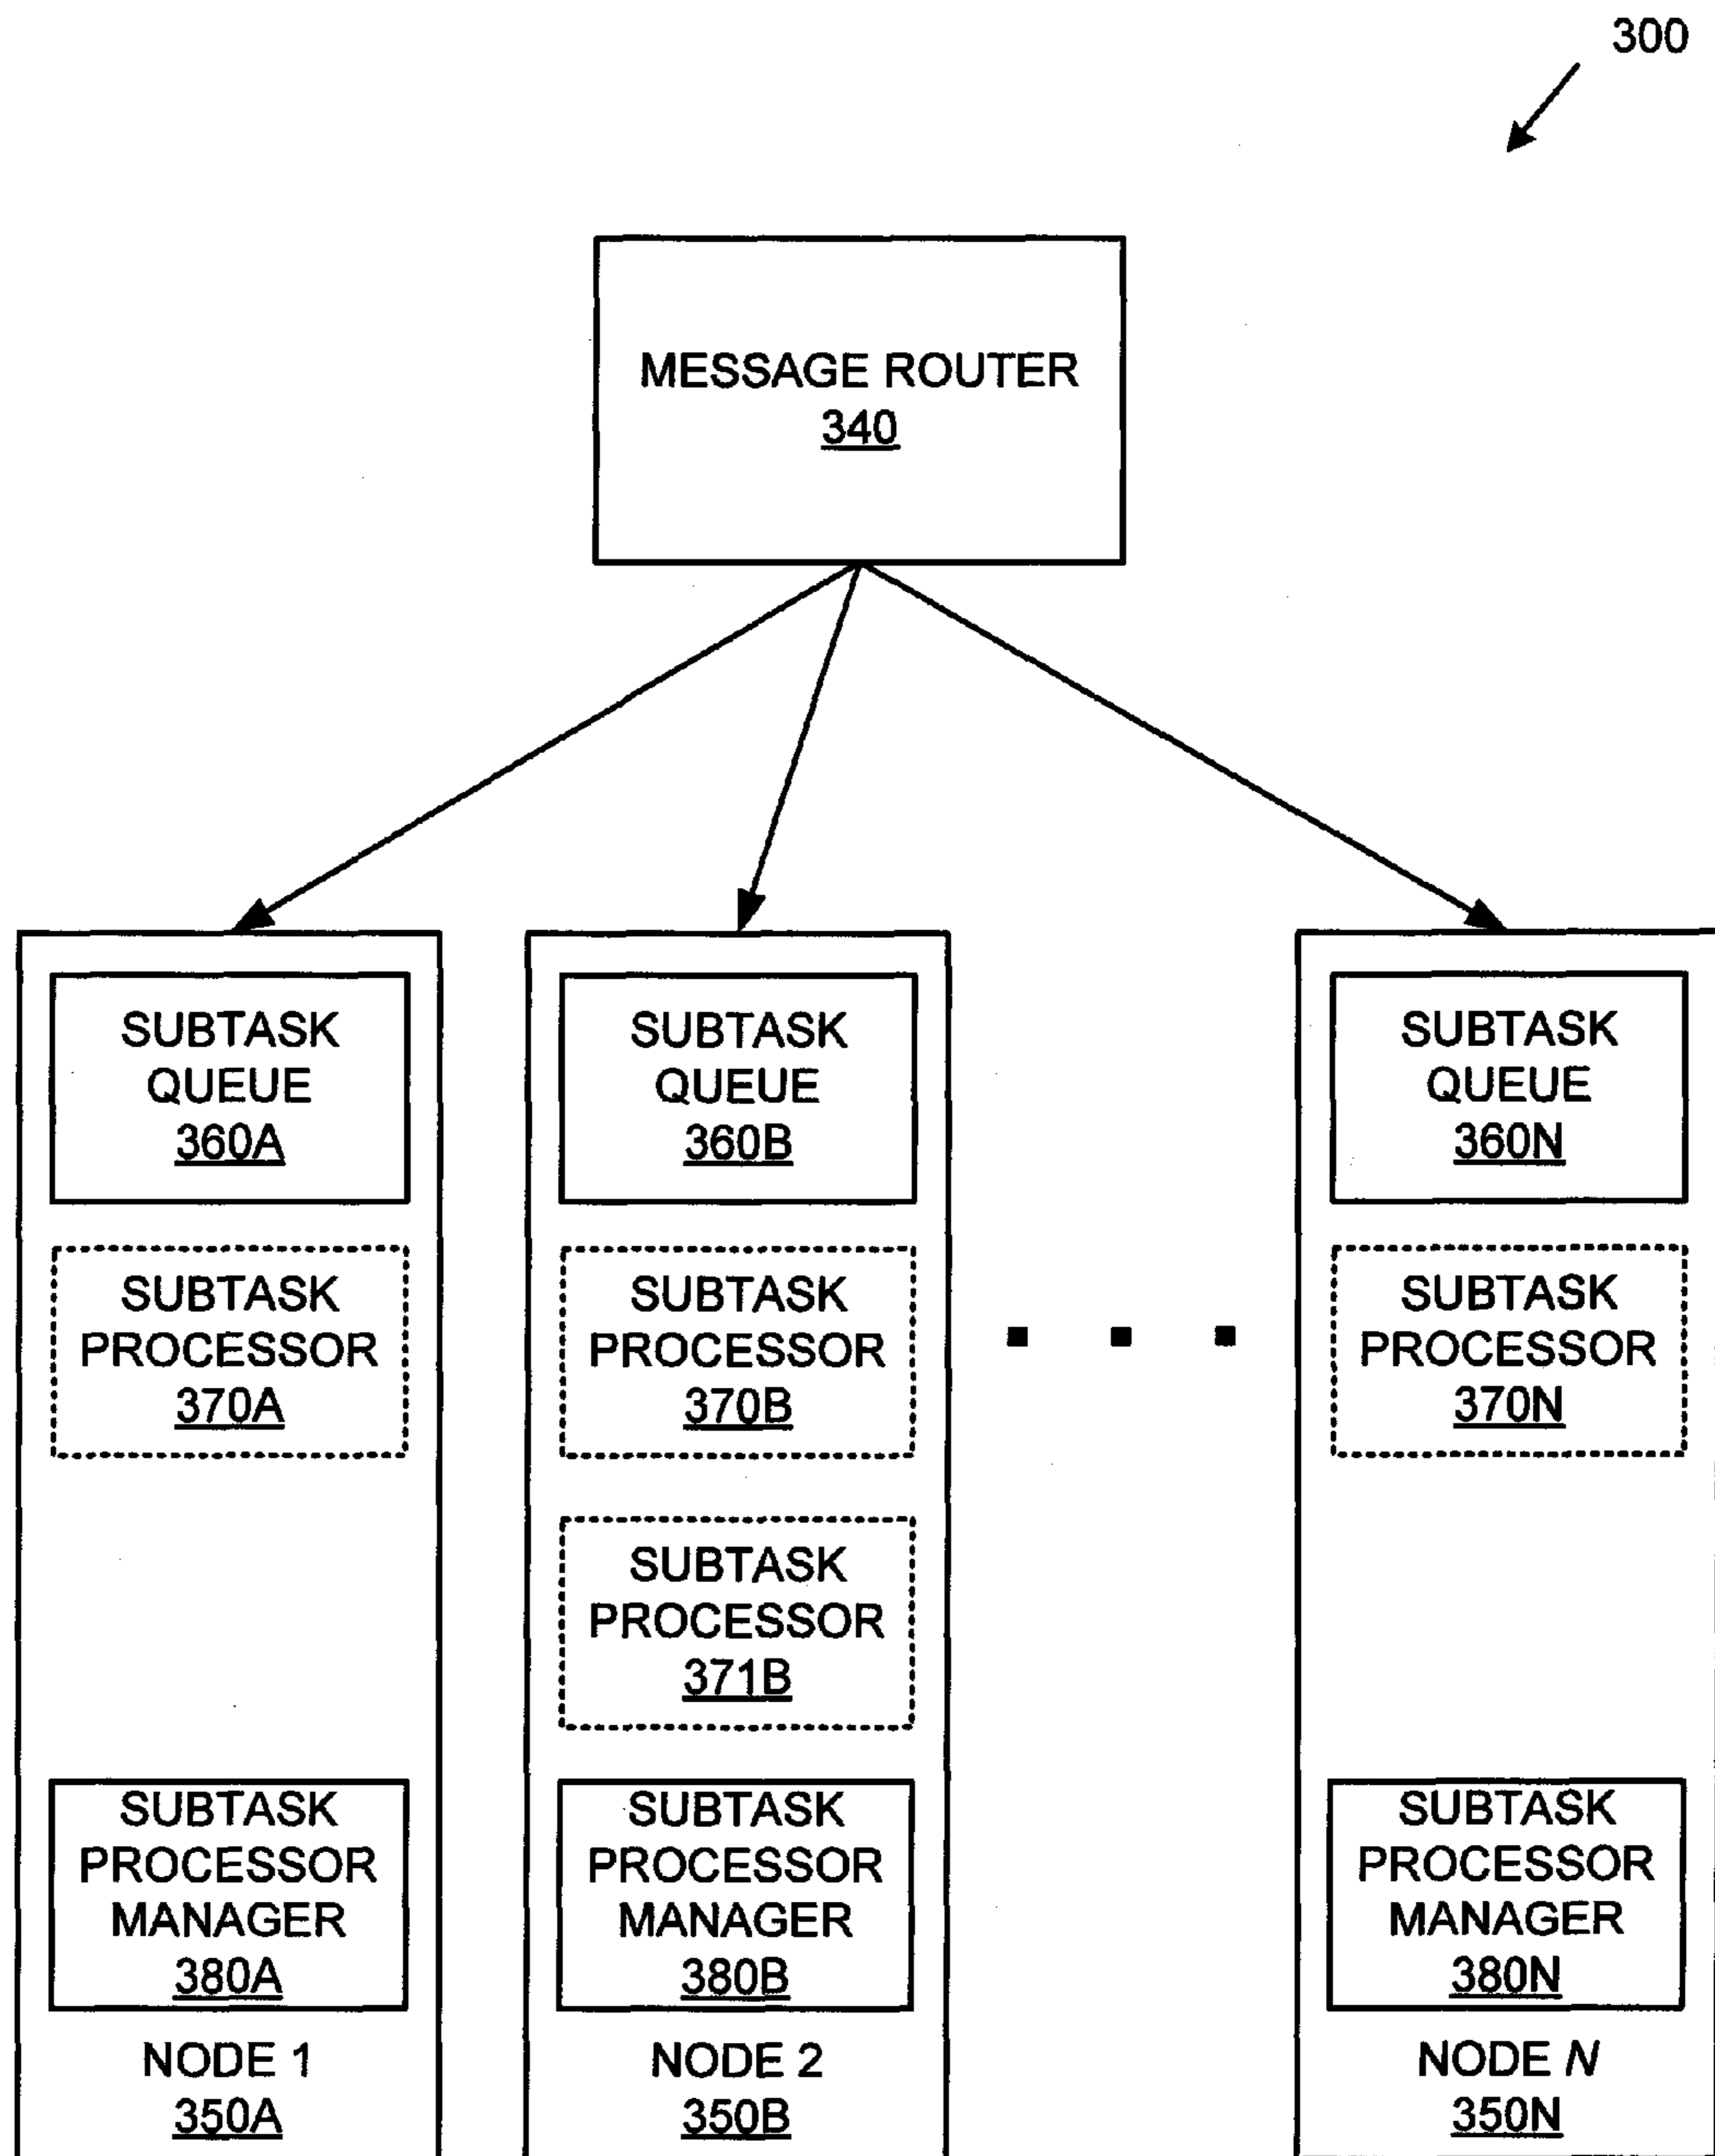 300
MESSAGE ROUTER
340
SUBTASK
QUEUE
360A
SUBTASK
PROCESSOR
370A
SUBTASK
PROCESSOR
MANAGER
380A
NODE 1
350A
SUBTASK
QUEUE
360B
SUBTASK
PROCESSOR
370B
SUBTASK
PROCESSOR
371B
SUBTASK
PROCESSOR
MANAGER
380B
NODE 2
350B
SUBTASK
QUEUE
360N
SUBTASK
PROCESSOR
370N
SUBTASK
PROCESSOR
MANAGER
380N
NODE N
350N